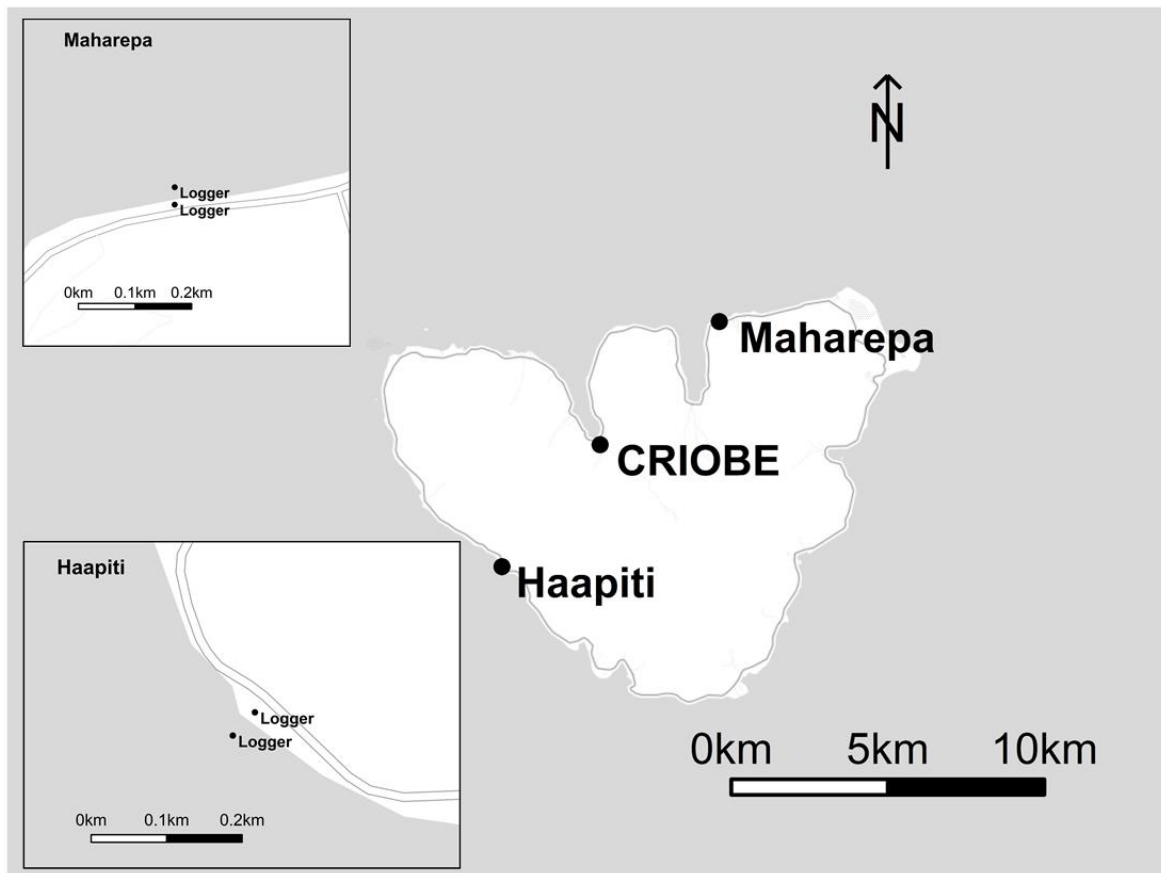 Maharepa
Logger
Logger
0km 0.1km 0.2km
N
Maharepa
CRIOBE
Haapiti
Haapiti
Logger
Logger
0km 0.1km 0.2km
0km 5km 10km